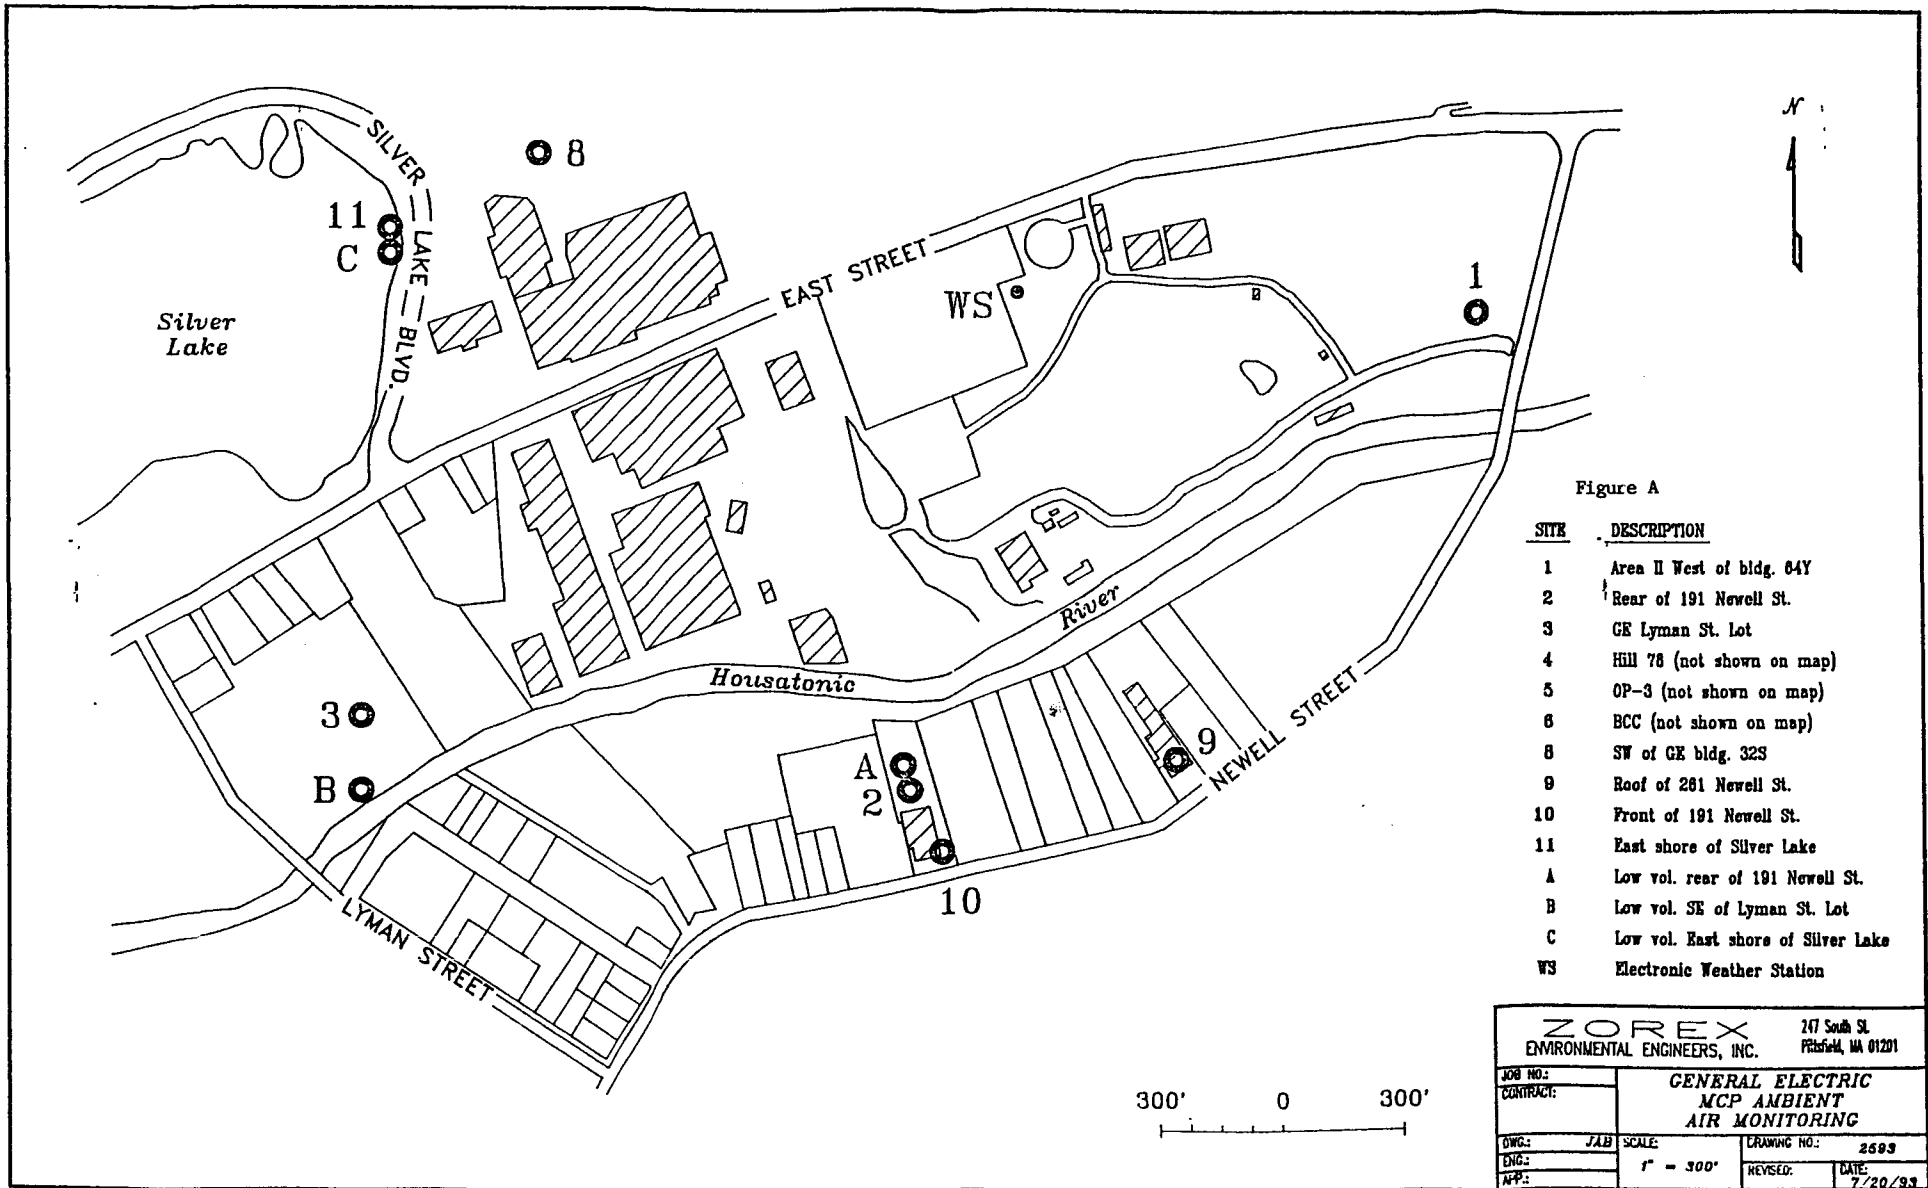 N
SILVER LAKE BLVD.
8
11
C
Silver
Lake
EAST STREET
WS
1
3
B
Housatonic
River
A
2
9
10
NEWELL STREET
LYMAN STREET
Figure A
SITE DESCRIPTION
1 Area II West of bldg. 64Y
2 Rear of 191 Newell St.
3 GE Lyman St. Lot
4 Hill 78 (not shown on map)
5 OP-3 (not shown on map)
6 BCC (not shown on map)
8 SW of GE bldg. 32S
9 Roof of 261 Newell St.
10 Front of 191 Newell St.
11 East shore of Silver Lake
A Low vol. rear of 191 Newell St.
B Low vol. SE of Lyman St. Lot
C Low vol. East shore of Silver Lake
WS Electronic Weather Station
300' 0 300'
ZOREX
ENVIRONMENTAL ENGINEERS, INC.
247 South St.
Pittsfield, MA 01201
JOB NO.:
CONTRACT:
GENERAL ELECTRIC
MCP AMBIENT
AIR MONITORING
DWG.: JAB
ENG.:
APP.:
SCALE:
1" = 300'
DRAWING NO.: 2593
REVISED:
DATE: 7/20/93